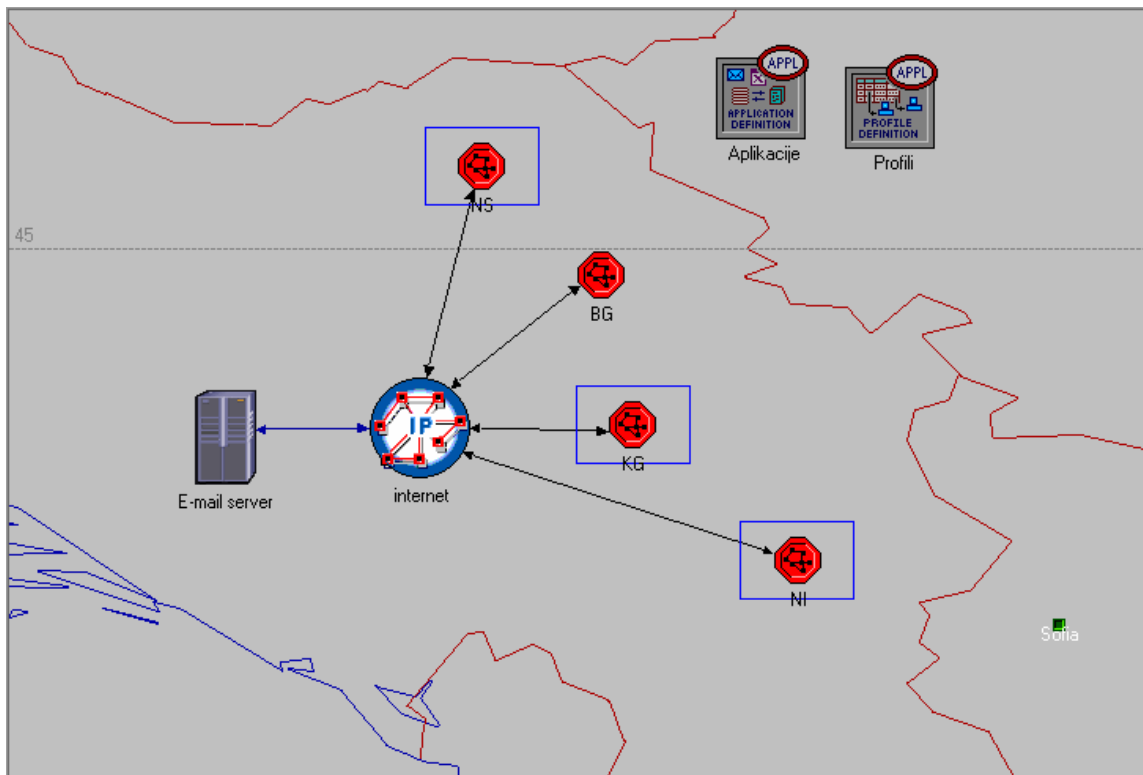 APPL
APPL
APPLICATION
DEFINITION
PROFILE
DEFINITION
Aplikacije
Profili
NS
45
BG
IP
KG
E-mail server
internet
NI
Sofia